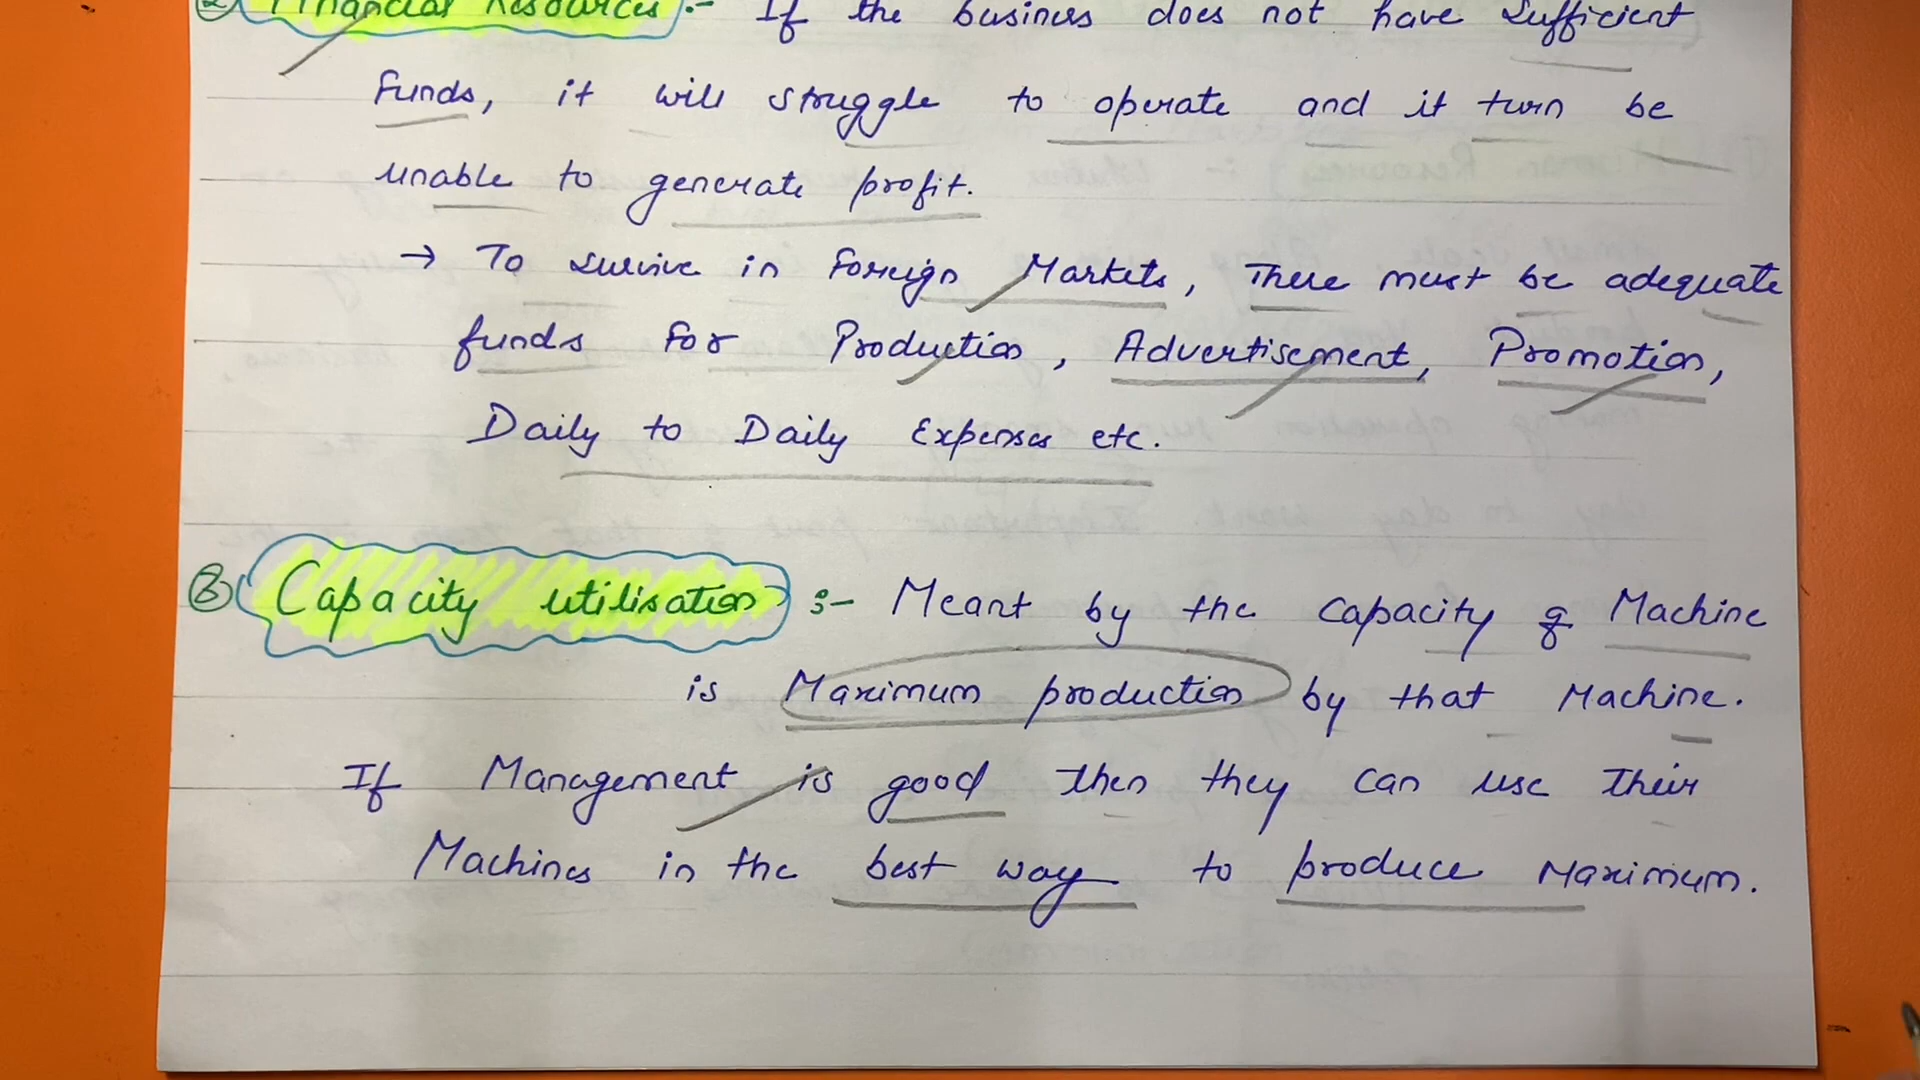 ② Financial Resources :- If the business does not have sufficient
funds, it will struggle to operate and it turn be
unable to generate profit.
→ To survive in foreign Markets, There must be adequate
funds for Production, Advertisement, Promotion,
Daily to Daily Expenses etc.
③ Capacity utilisation :- Meant by the capacity of Machine
is Maximum production by that Machine.
If Management is good then they can use their
Machines in the best way to produce Maximum.